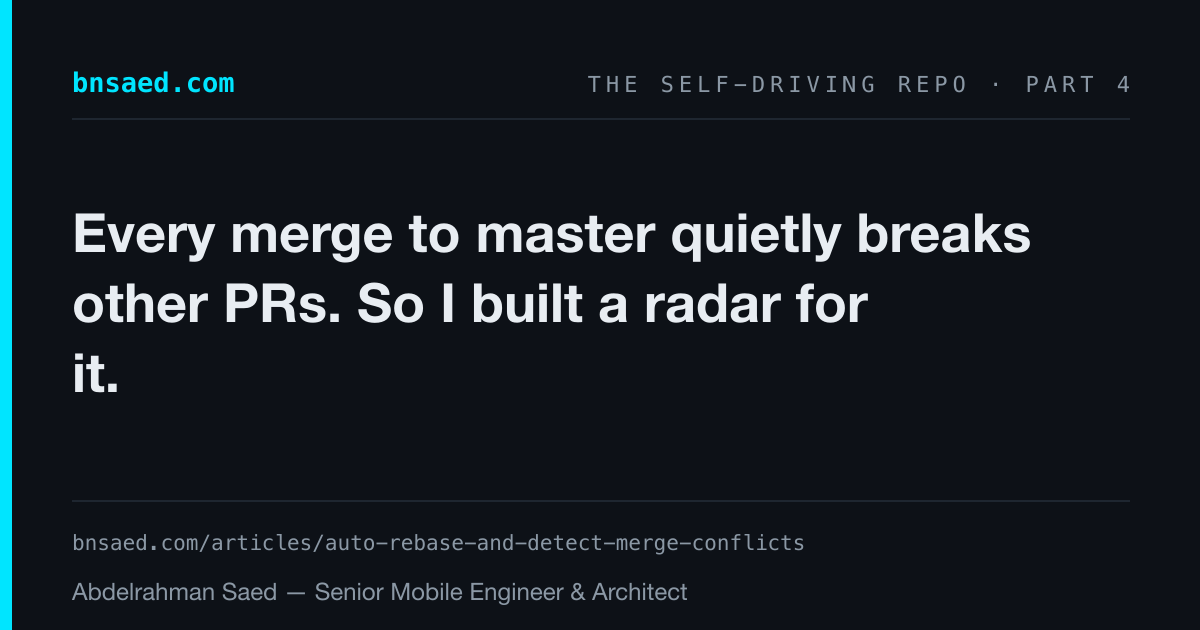 bnsaed.com
THE SELF–DRIVING REPO · PART 4
Every merge to master quietly breaks
other PRs. So I built a radar for
it.
bnsaed.com/articles/auto-rebase-and-detect-merge-conflicts
Abdelrahman Saed — Senior Mobile Engineer & Architect